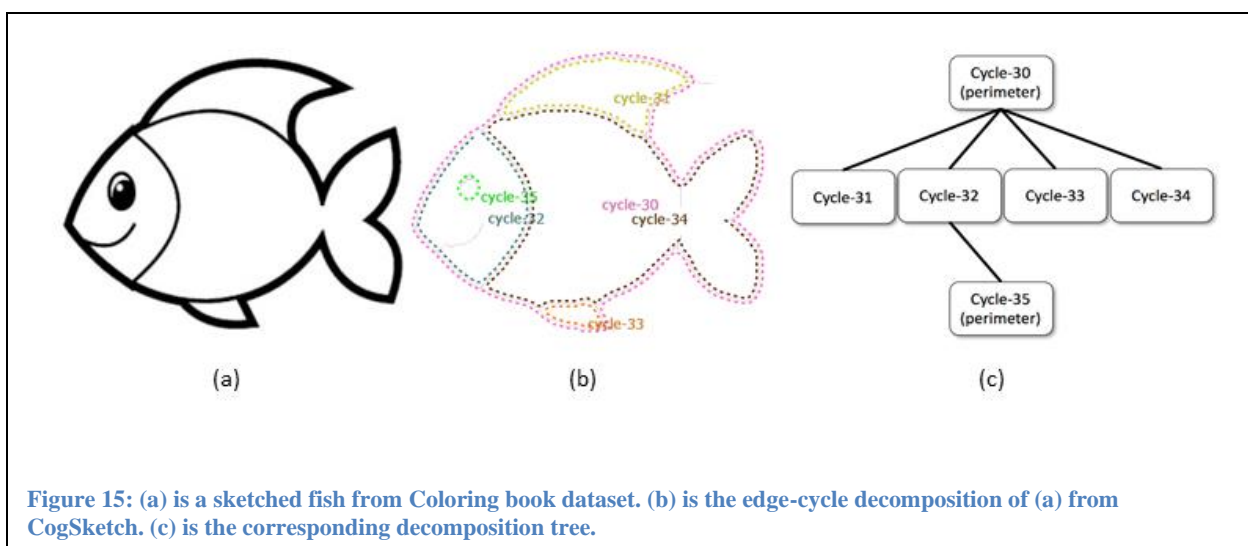 cycle-31
cycle-35
cycle-32
cycle-30
cycle-34
cycle-33
Cycle-30
(perimeter)
Cycle-31
Cycle-32
Cycle-33
Cycle-34
Cycle-35
(perimeter)
(a)
(b)
(c)
Figure 15: (a) is a sketched fish from Coloring book dataset. (b) is the edge-cycle decomposition of (a) from
CogSketch. (c) is the corresponding decomposition tree.